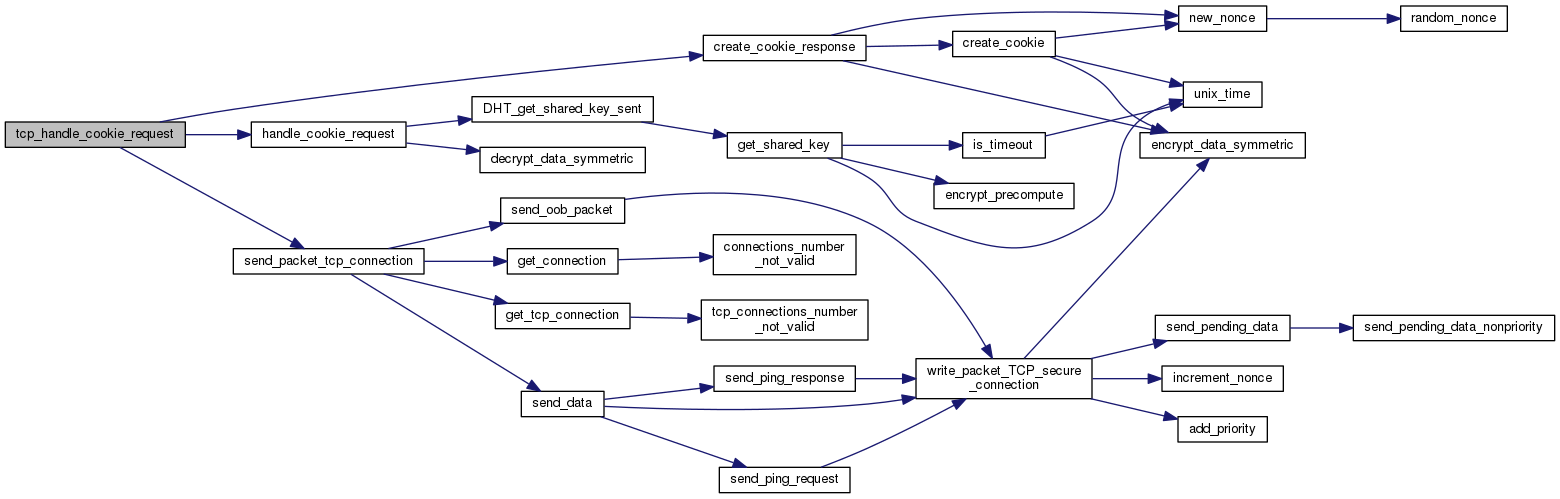 new_nonce
random_nonce
create_cookie_response
create_cookie
unix_time
tcp_handle_cookie_request
handle_cookie_request
DHT_get_shared_key_sent
decrypt_data_symmetric
get_shared_key
is_timeout
encrypt_data_symmetric
encrypt_precompute
send_oob_packet
send_packet_tcp_connection
get_connection
connections_number
_not_valid
get_tcp_connection
tcp_connections_number
_not_valid
send_pending_data
send_pending_data_nonpriority
send_ping_response
write_packet_TCP_secure
_connection
increment_nonce
send_data
add_priority
send_ping_request